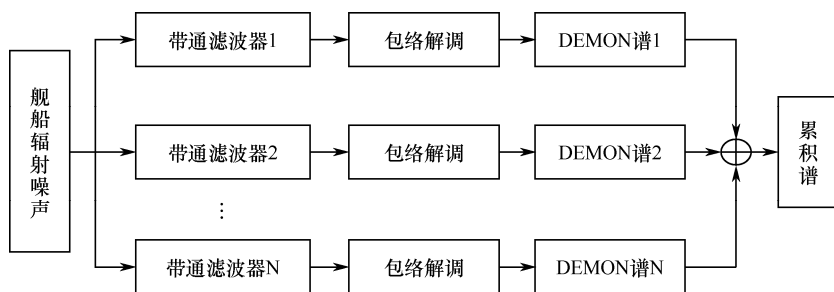 舰船辐射噪声
带通滤波器1
包络解调
DEMON谱1
带通滤波器2
包络解调
DEMON谱2
⋮
带通滤波器N
包络解调
DEMON谱N
累积谱